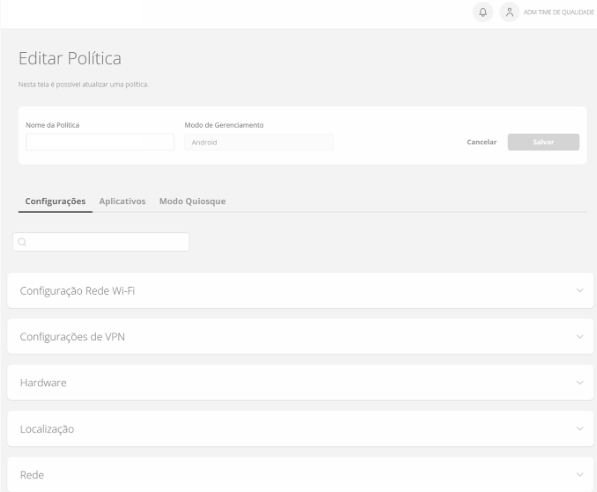 ADM TIME DE QUALIDADE
Editar Política
Nesta tela é possível atualizar uma política.
Nome da Política
Modo de Gerenciamento
Android
Cancelar
Salvar
Configurações Aplicativos Modo Quiosque
Configuração Rede Wi-Fi
Configurações de VPN
Hardware
Localização
Rede